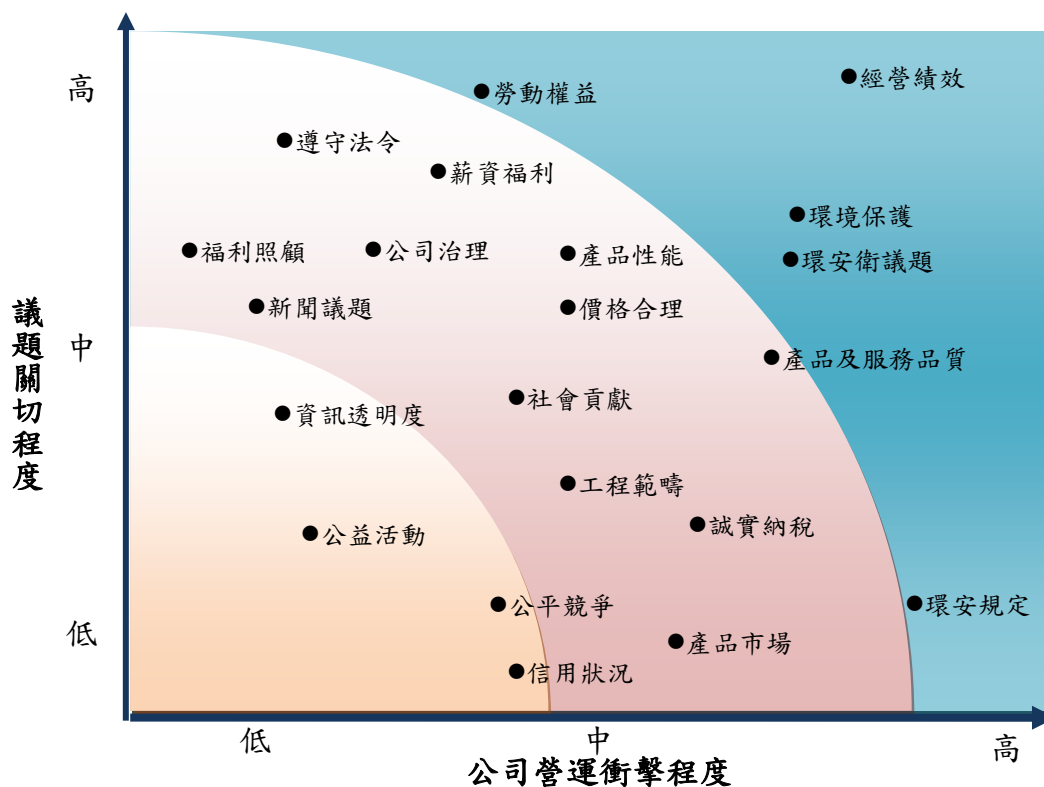 高
●經營績效
●勞動權益
●遵守法令
●薪資福利
●環境保護
●福利照顧
●公司治理
●產品性能
●環安衛議題
●新聞議題
●價格合理
議題關切程度
中
●產品及服務品質
●社會貢獻
●資訊透明度
●工程範疇
●誠實納稅
●公益活動
●公平競爭
●環安規定
低
●產品市場
●信用狀況
低
中
高
公司營運衝擊程度